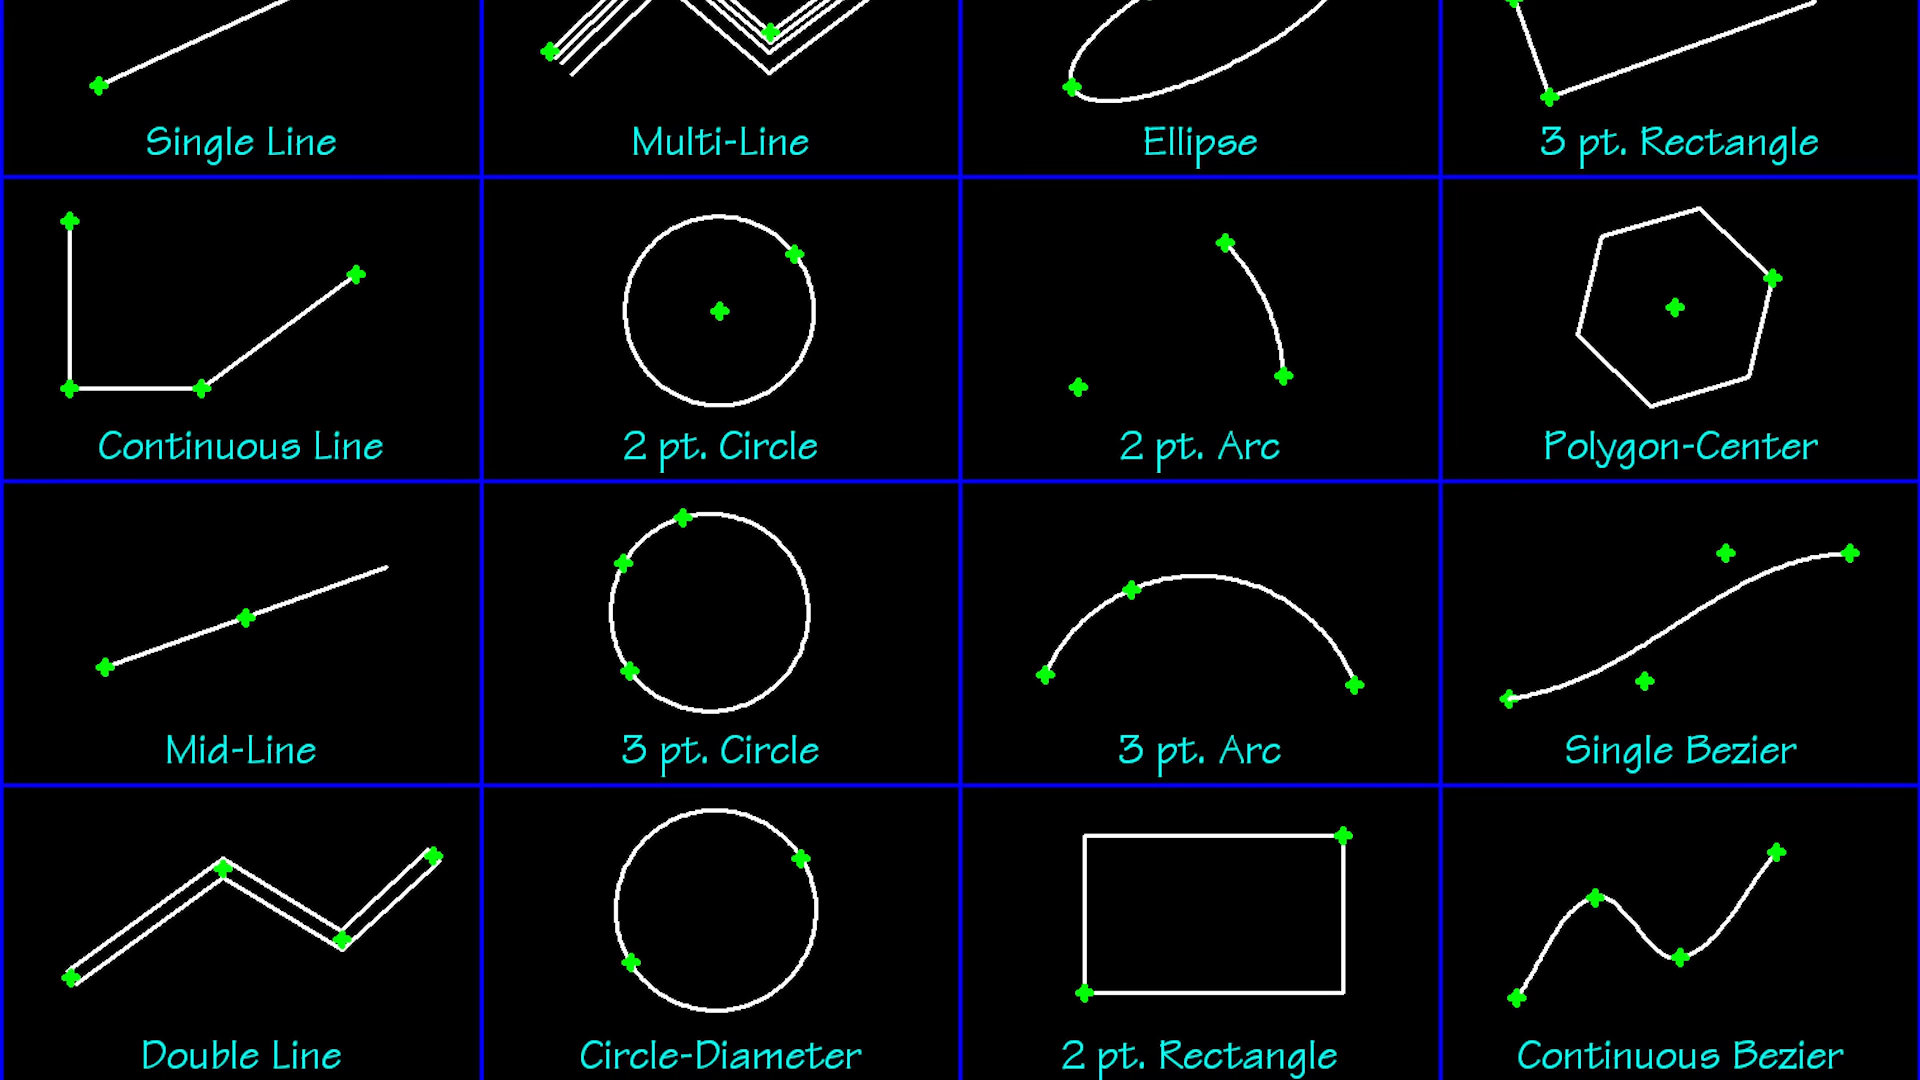 Single Line
Multi-Line
Ellipse
3 pt. Rectangle
Continuous Line
2 pt. Circle
2 pt. Arc
Polygon-Center
Mid-Line
3 pt. Circle
3 pt. Arc
Single Bezier
Double Line
Circle-Diameter
2 pt. Rectangle
Continuous Bezier